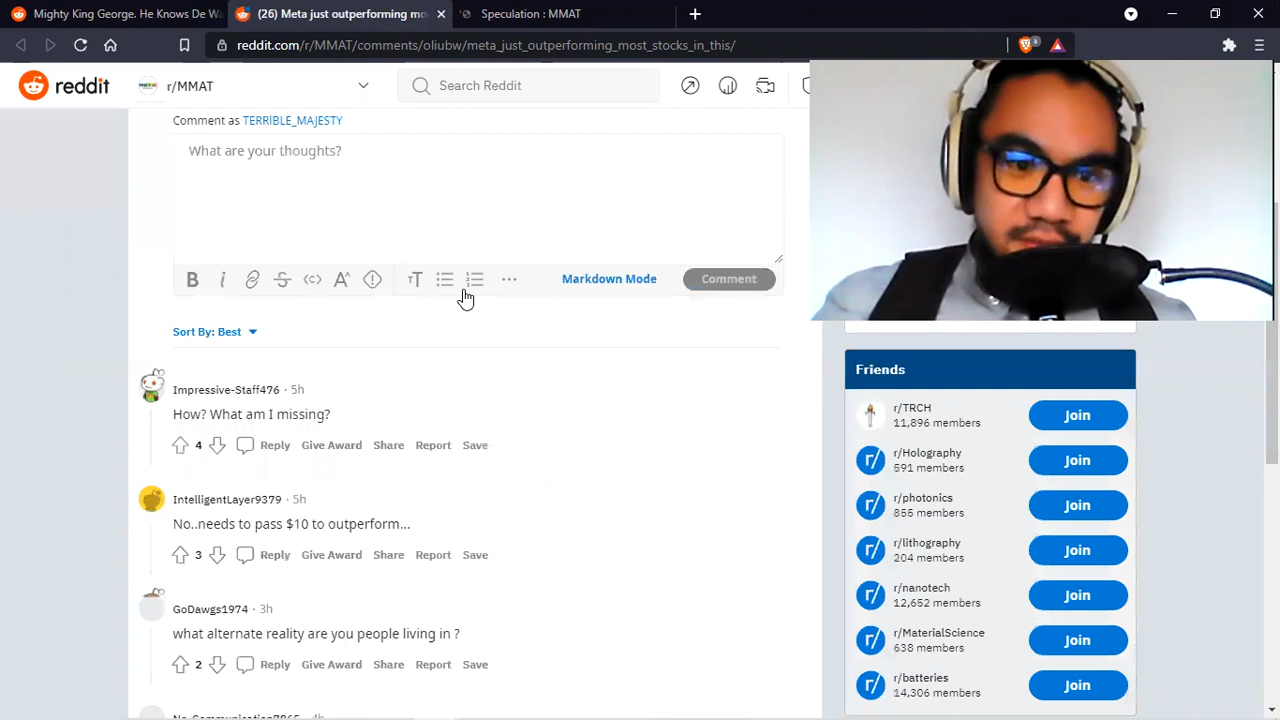 Mighty King George. He Knows De Wa
(26) Meta just outperforming mo
Speculation : MMAT
reddit.com/r/MMAT/comments/oliubw/meta_just_outperforming_most_stocks_in_this/
3
reddit
r/MMAT
Search Reddit
Comment as TERRIBLE_MAJESTY
What are your thoughts?
Markdown Mode
Comment
Sort By: Best
Impressive-Staff476 · 5h
How? What am I missing?
4 Reply Give Award Share Report Save
IntelligentLayer9379 · 5h
No..needs to pass $10 to outperform...
3 Reply Give Award Share Report Save
GoDawgs1974 · 3h
what alternate reality are you people living in ?
2 Reply Give Award Share Report Save
Friends
r/TRCH
11,896 members
Join
r/Holography
591 members
Join
r/photonics
855 members
Join
r/lithography
204 members
Join
r/nanotech
12,652 members
Join
r/MaterialScience
638 members
Join
r/batteries
14,306 members
Join